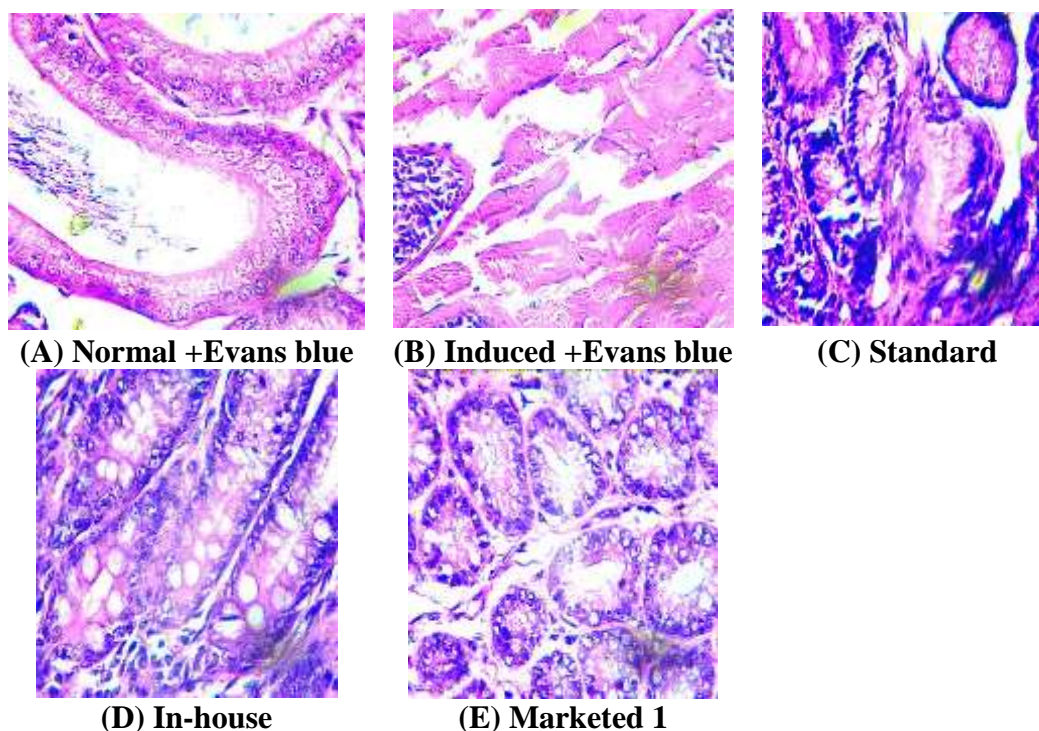 (A) Normal +Evans blue
(B) Induced +Evans blue
(C) Standard
(D) In-house
(E) Marketed 1